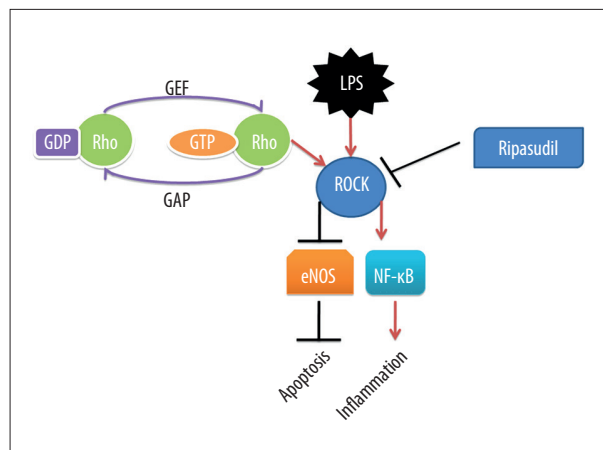 LPS
GEF
GDP
Rho
GTP
Rho
Ripasudil
ROCK
GAP
eNOS
NF-κB
Apoptosis
Inflammation